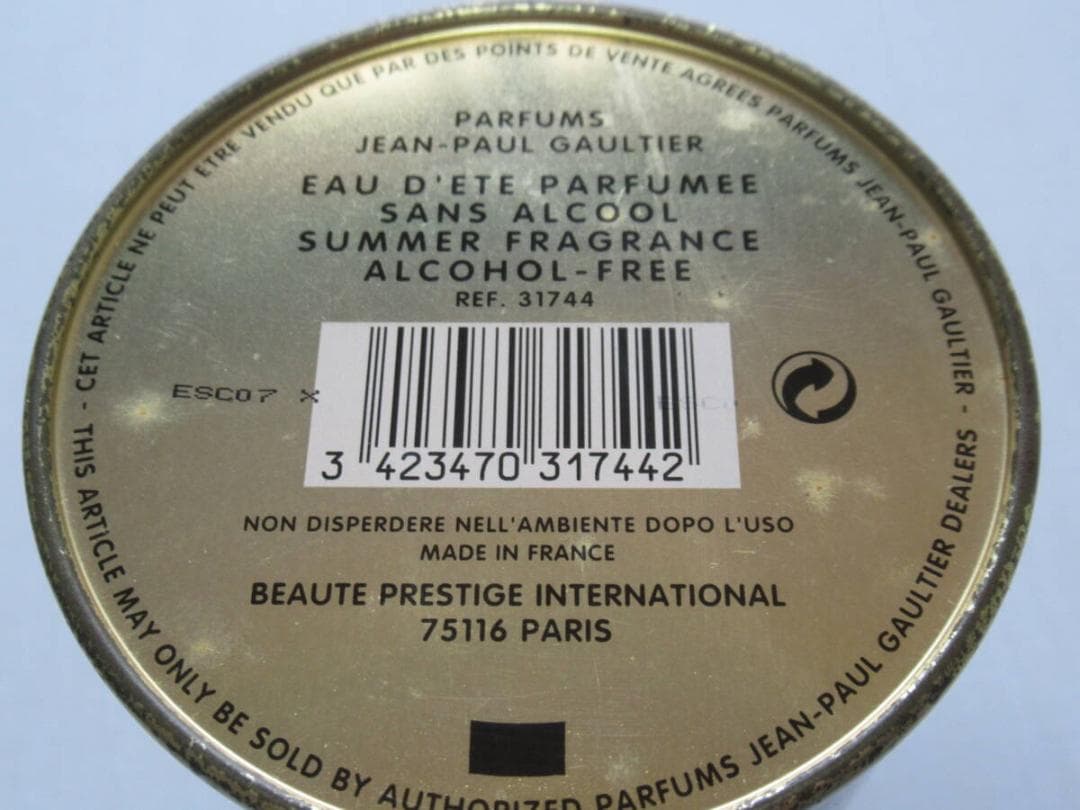 CET ARTICLE NE PEUT ETRE VENDU QUE PAR DES POINTS DE VENTE AGREES PARFUMS JEAN-PAUL GAULTIER -
THIS ARTICLE MAY ONLY BE SOLD BY AUTHORIZED PARFUMS JEAN-PAUL GAULTIER DEALERS -
PARFUMS
JEAN-PAUL GAULTIER
EAU D'ETE PARFUMEE
SANS ALCOOL
SUMMER FRAGRANCE
ALCOHOL-FREE
REF. 31744
ESC07 X
3 423470 317442
NON DISPERDERE NELL'AMBIENTE DOPO L'USO
MADE IN FRANCE
BEAUTE PRESTIGE INTERNATIONAL
75116 PARIS